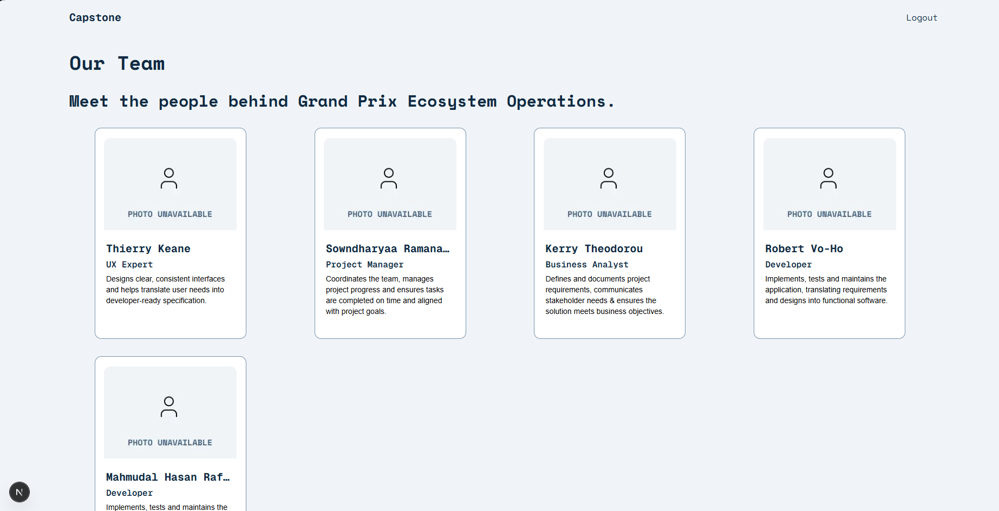 Capstone
Logout
Our Team
Meet the people behind Grand Prix Ecosystem Operations.
PHOTO UNAVAILABLE
Thierry Keane
UX Expert
Designs clear, consistent interfaces
and helps translate user needs into
developer-ready specification.
PHOTO UNAVAILABLE
Sowndharyaa Ramana…
Project Manager
Coordinates the team, manages
project progress and ensures tasks
are completed on time and aligned
with project goals.
PHOTO UNAVAILABLE
Kerry Theodorou
Business Analyst
Defines and documents project
requirements, communicates
stakeholder needs & ensures the
solution meets business objectives.
PHOTO UNAVAILABLE
Robert Vo-Ho
Developer
Implements, tests and maintains the
application, translating requirements
and designs into functional software.
PHOTO UNAVAILABLE
Mahmudal Hasan Raf…
Developer
Implements, tests and maintains the
N